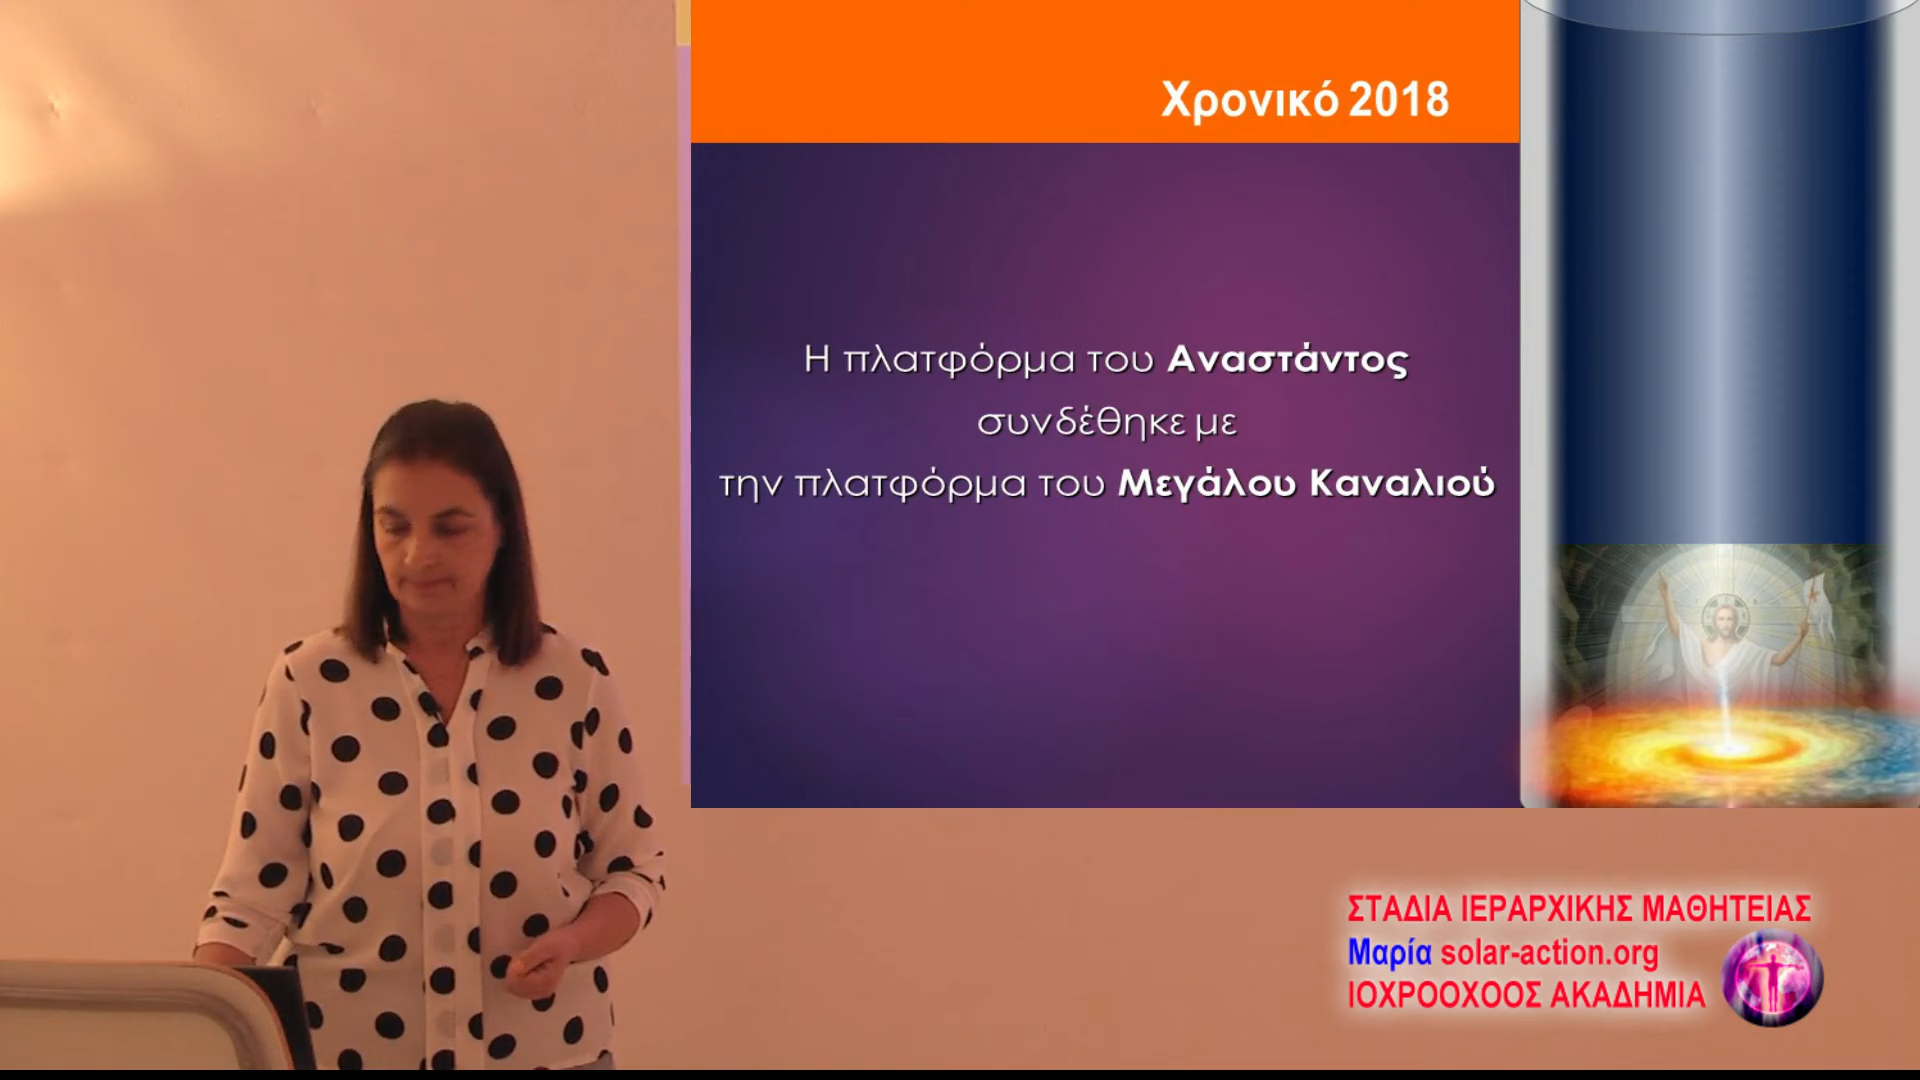 Χρονικό 2018
Η πλατφόρμα του Αναστάντος
συνδέθηκε με
την πλατφόρμα του Μεγάλου Καναλιού
ΣΤΑΔΙΑ ΙΕΡΑΡΧΙΚΗΣ ΜΑΘΗΤΕΙΑΣ
Μαρία solar-action.org
ΙΟΧΡΟΟΧΟΟΣ ΑΚΑΔΗΜΙΑ